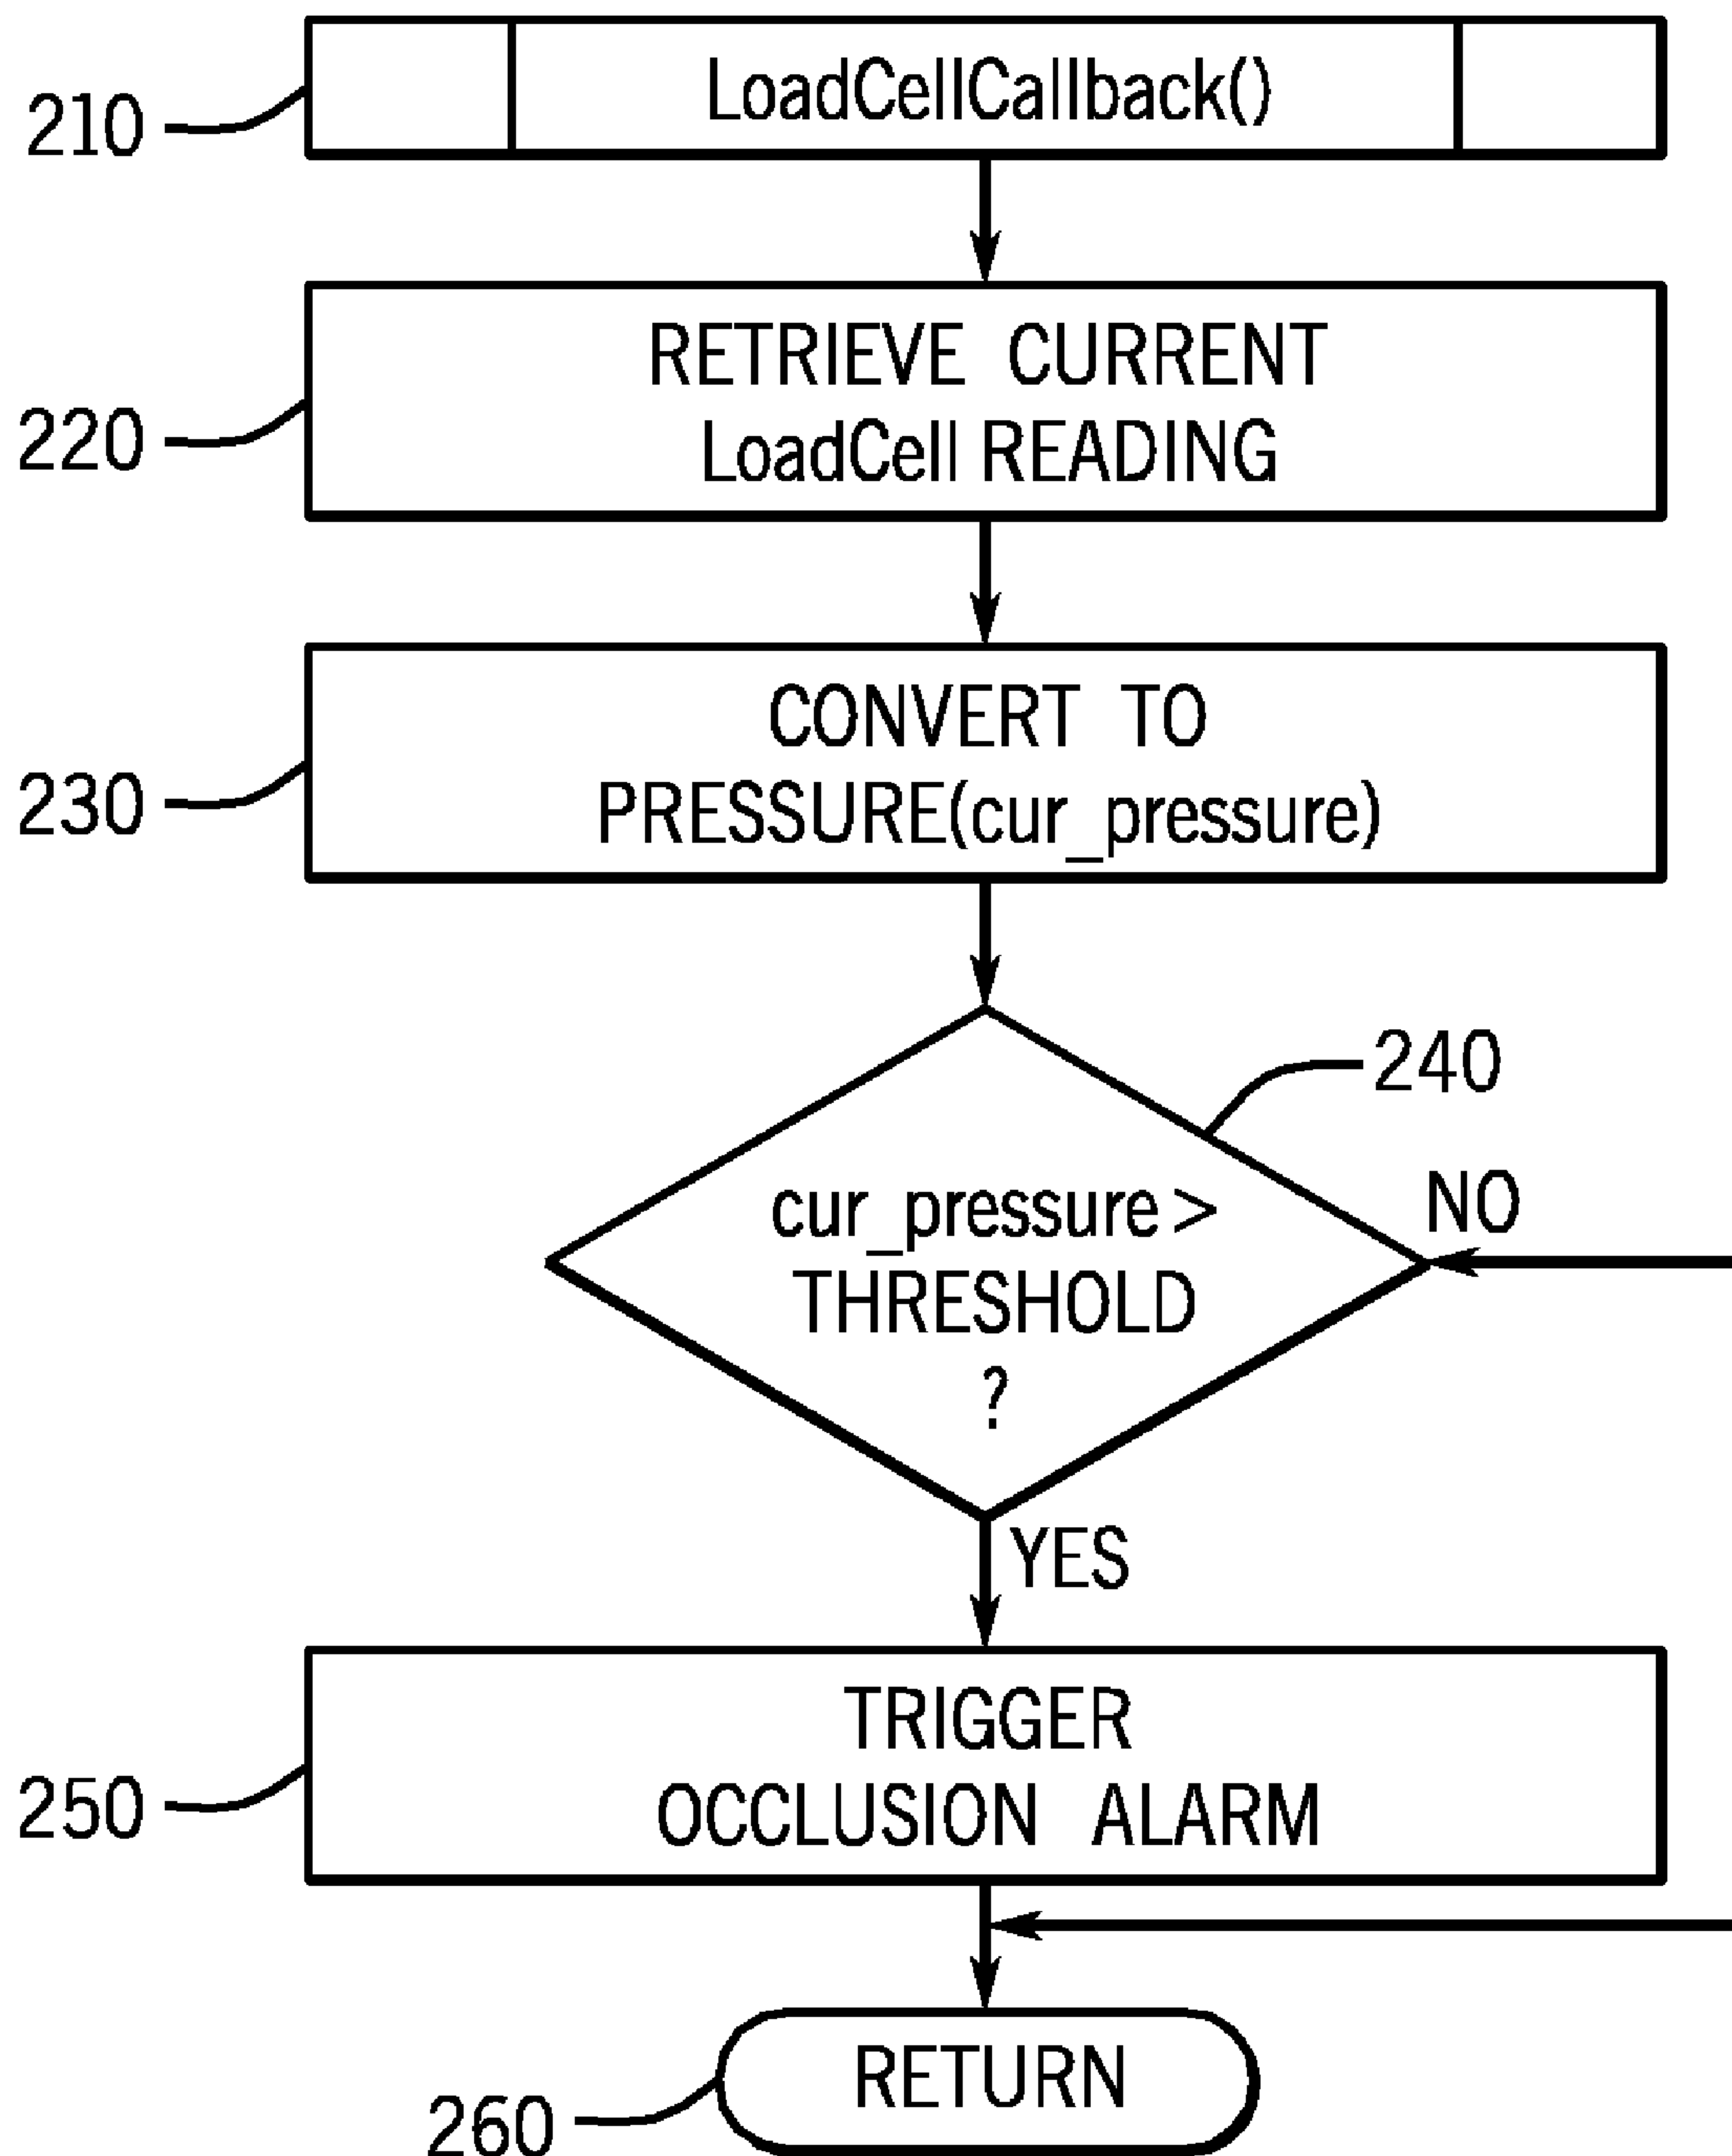 LoadCellCallback()
210
RETRIEVE CURRENT
LoadCell READING
220
CONVERT TO
PRESSURE(cur_pressure)
230
240
cur_pressure >
THRESHOLD
?
NO
YES
TRIGGER
OCCLUSION ALARM
250
RETURN
260